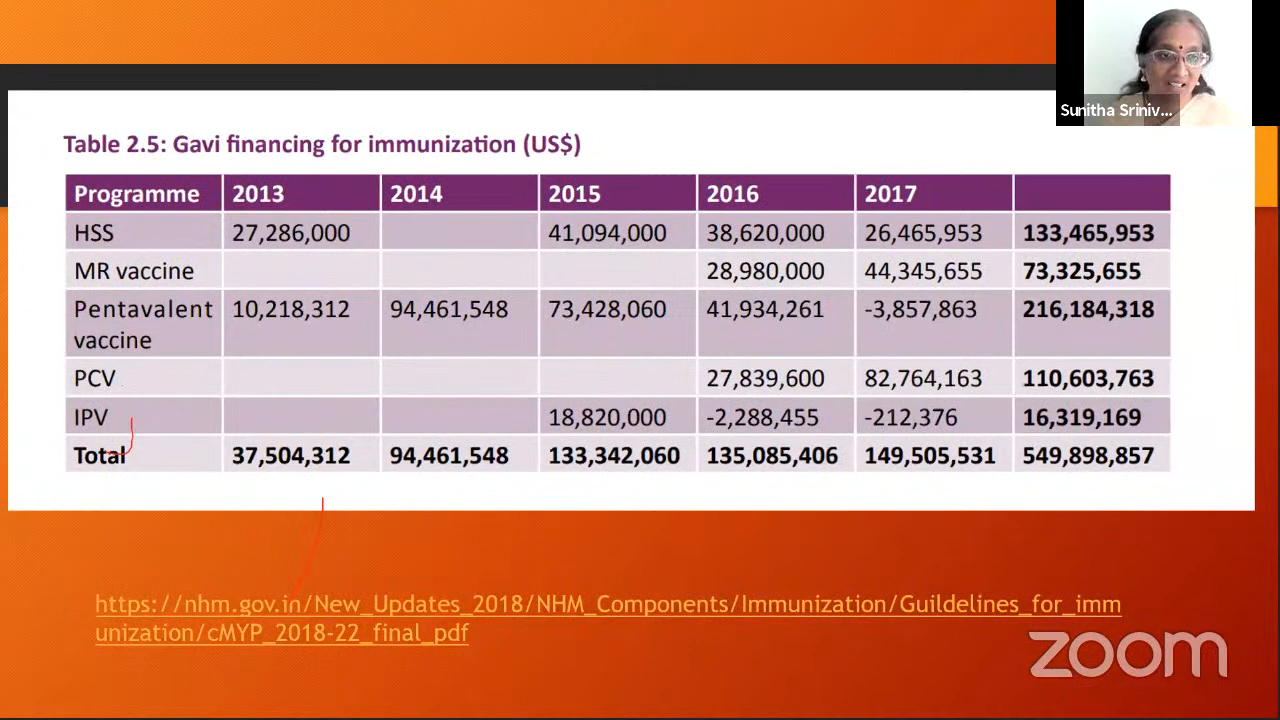 Sunitha Sriniv...
Table 2.5: Gavi financing for immunization (US$)
Programme 2013 2014 2015 2016 2017
HSS 27,286,000 41,094,000 38,620,000 26,465,953 133,465,953
MR vaccine 28,980,000 44,345,655 73,325,655
Pentavalent 10,218,312 94,461,548 73,428,060 41,934,261 -3,857,863 216,184,318
vaccine
PCV 27,839,600 82,764,163 110,603,763
IPV 18,820,000 -2,288,455 -212,376 16,319,169
Total 37,504,312 94,461,548 133,342,060 135,085,406 149,505,531 549,898,857
https://nhm.gov.in/New_Updates_2018/NHM_Components/Immunization/Guildelines_for_imm
unization/cMYP_2018-22_final_pdf
zoom